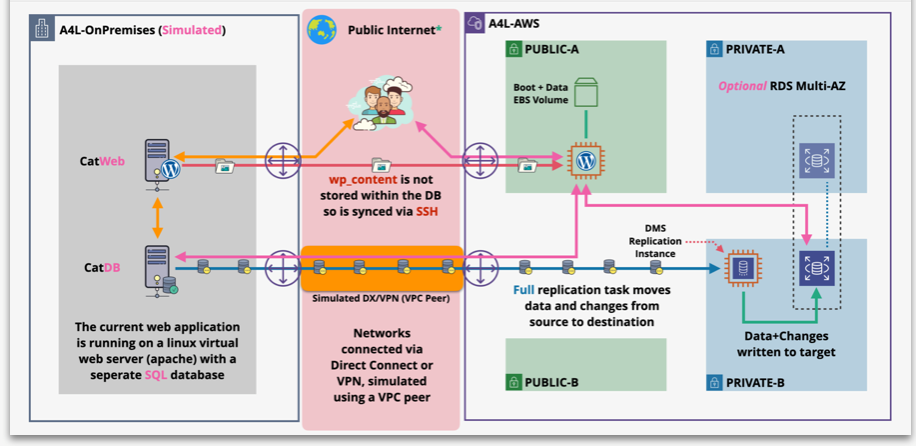 A4L-OnPremises (Simulated)
Public Internet*
A4L-AWS
PUBLIC-A
PRIVATE-A
Boot + Data
EBS Volume
Optional RDS Multi-AZ
CatWeb
wp_content is not
stored within the DB
so is synced via SSH
DMS
Replication
Instance
CatDB
Simulated DX/VPN (VPC Peer)
Full replication task moves
data and changes from
source to destination
The current web application
is running on a linux virtual
web server (apache) with a
seperate SQL database
Networks
connected via
Direct Connect or
VPN, simulated
using a VPC peer
Data+Changes
written to target
PUBLIC-B
PRIVATE-B